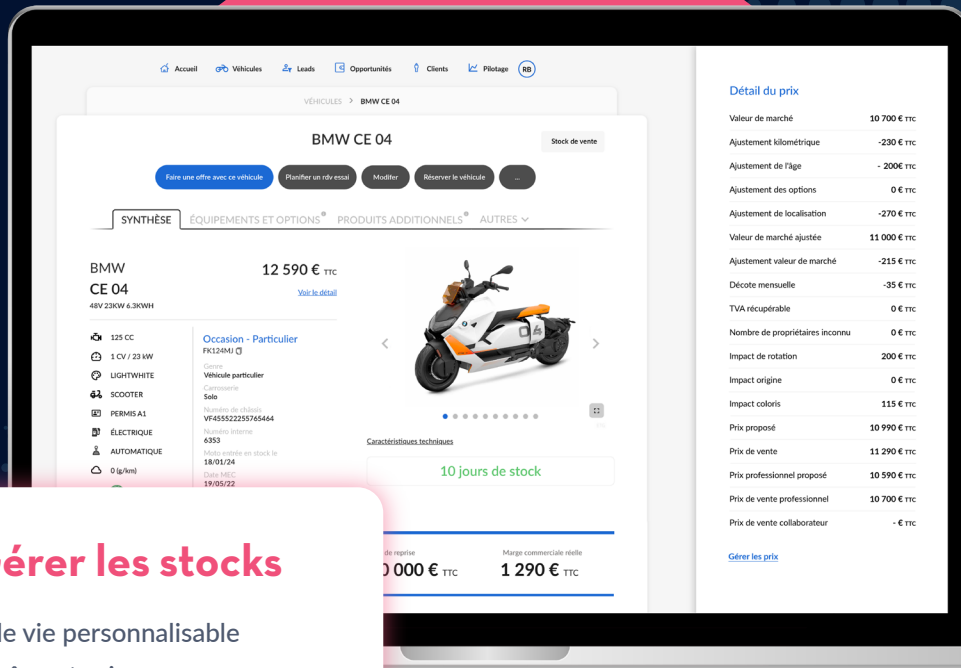 Accueil Véhicules Leads Opportunités Clients Pilotage RB
VÉHICULES > BMW CE 04
BMW CE 04
Stock de vente
Faire une offre avec ce véhicule Planifier un rdv essai Modifer Réserver le véhicule ...
SYNTHÈSE ÉQUIPEMENTS ET OPTIONS PRODUITS ADDITIONNELS AUTRES
BMW
CE 04
48V 23KW 6.3KWH
12 590 € TTC
Voir le détail
125 CC
1 CV / 23 kW
LIGHTWHITE
SCOOTER
PERMIS A1
ÉLECTRIQUE
AUTOMATIQUE
0 (g/km)
Occasion - Particulier
FK124MJ
Genre
Véhicule particulier
Carrosserie
Solo
Numéro de châssis
VF455522255765464
Numéro interne
6353
Moto entrée en stock le
18/01/24
Date MEC
19/05/22
04
Caractéristiques techniques
10 jours de stock
de reprise
000 € TTC
Marge commerciale réelle
1 290 € TTC
Détail du prix
Valeur de marché 10 700 € TTC
Ajustement kilométrique -230 € TTC
Ajustement de l'âge - 200€ TTC
Ajustement des options 0 € TTC
Ajustement de localisation -270 € TTC
Valeur de marché ajustée 11 000 € TTC
Ajustement valeur de marché -215 € TTC
Décote mensuelle -35 € TTC
TVA récupérable 0 € TTC
Nombre de propriétaires inconnu 0 € TTC
Impact de rotation 200 € TTC
Impact origine 0 € TTC
Impact coloris 115 € TTC
Prix proposé 10 990 € TTC
Prix de vente 11 290 € TTC
Prix professionnel proposé 10 590 € TTC
Prix de vente professionnel 10 700 € TTC
Prix de vente collaborateur - € TTC
Gérer les prix
érer les stocks
de vie personnalisable